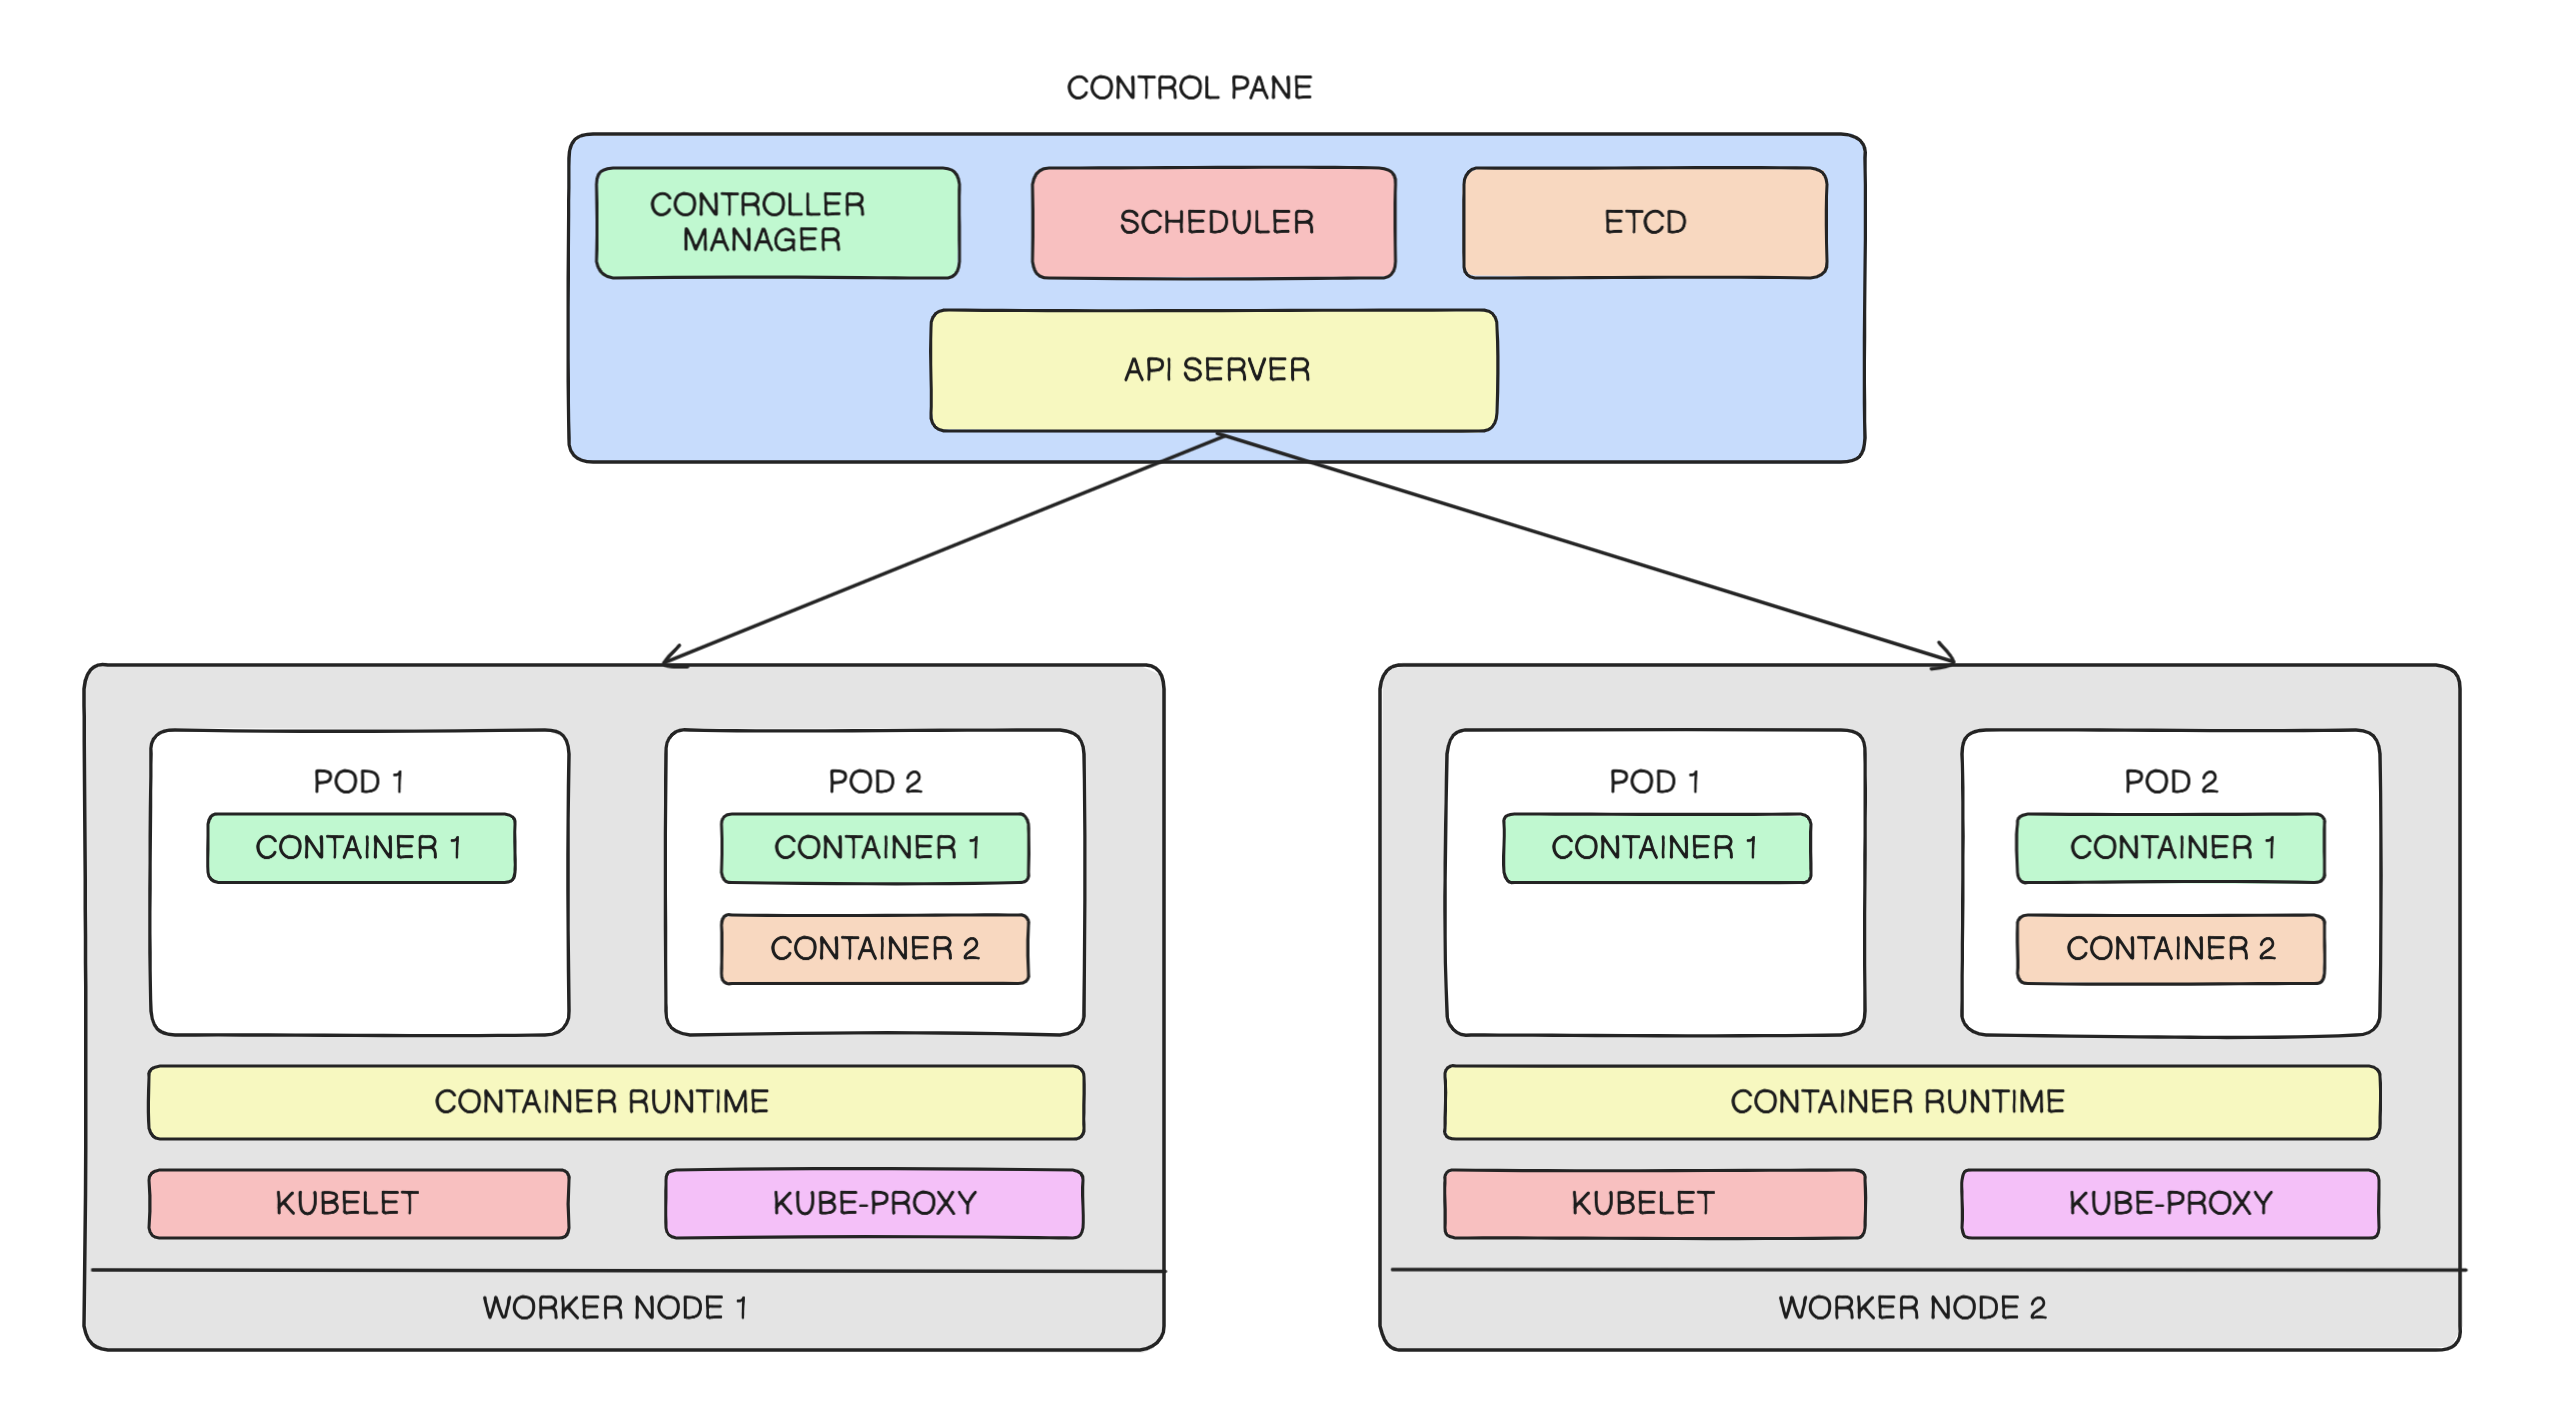 CONTROL PANE
CONTROLLER
MANAGER
SCHEDULER
ETCD
API SERVER
POD 1
CONTAINER 1
POD 2
CONTAINER 1
CONTAINER 2
CONTAINER RUNTIME
KUBELET
KUBE-PROXY
WORKER NODE 1
POD 1
CONTAINER 1
POD 2
CONTAINER 1
CONTAINER 2
CONTAINER RUNTIME
KUBELET
KUBE-PROXY
WORKER NODE 2